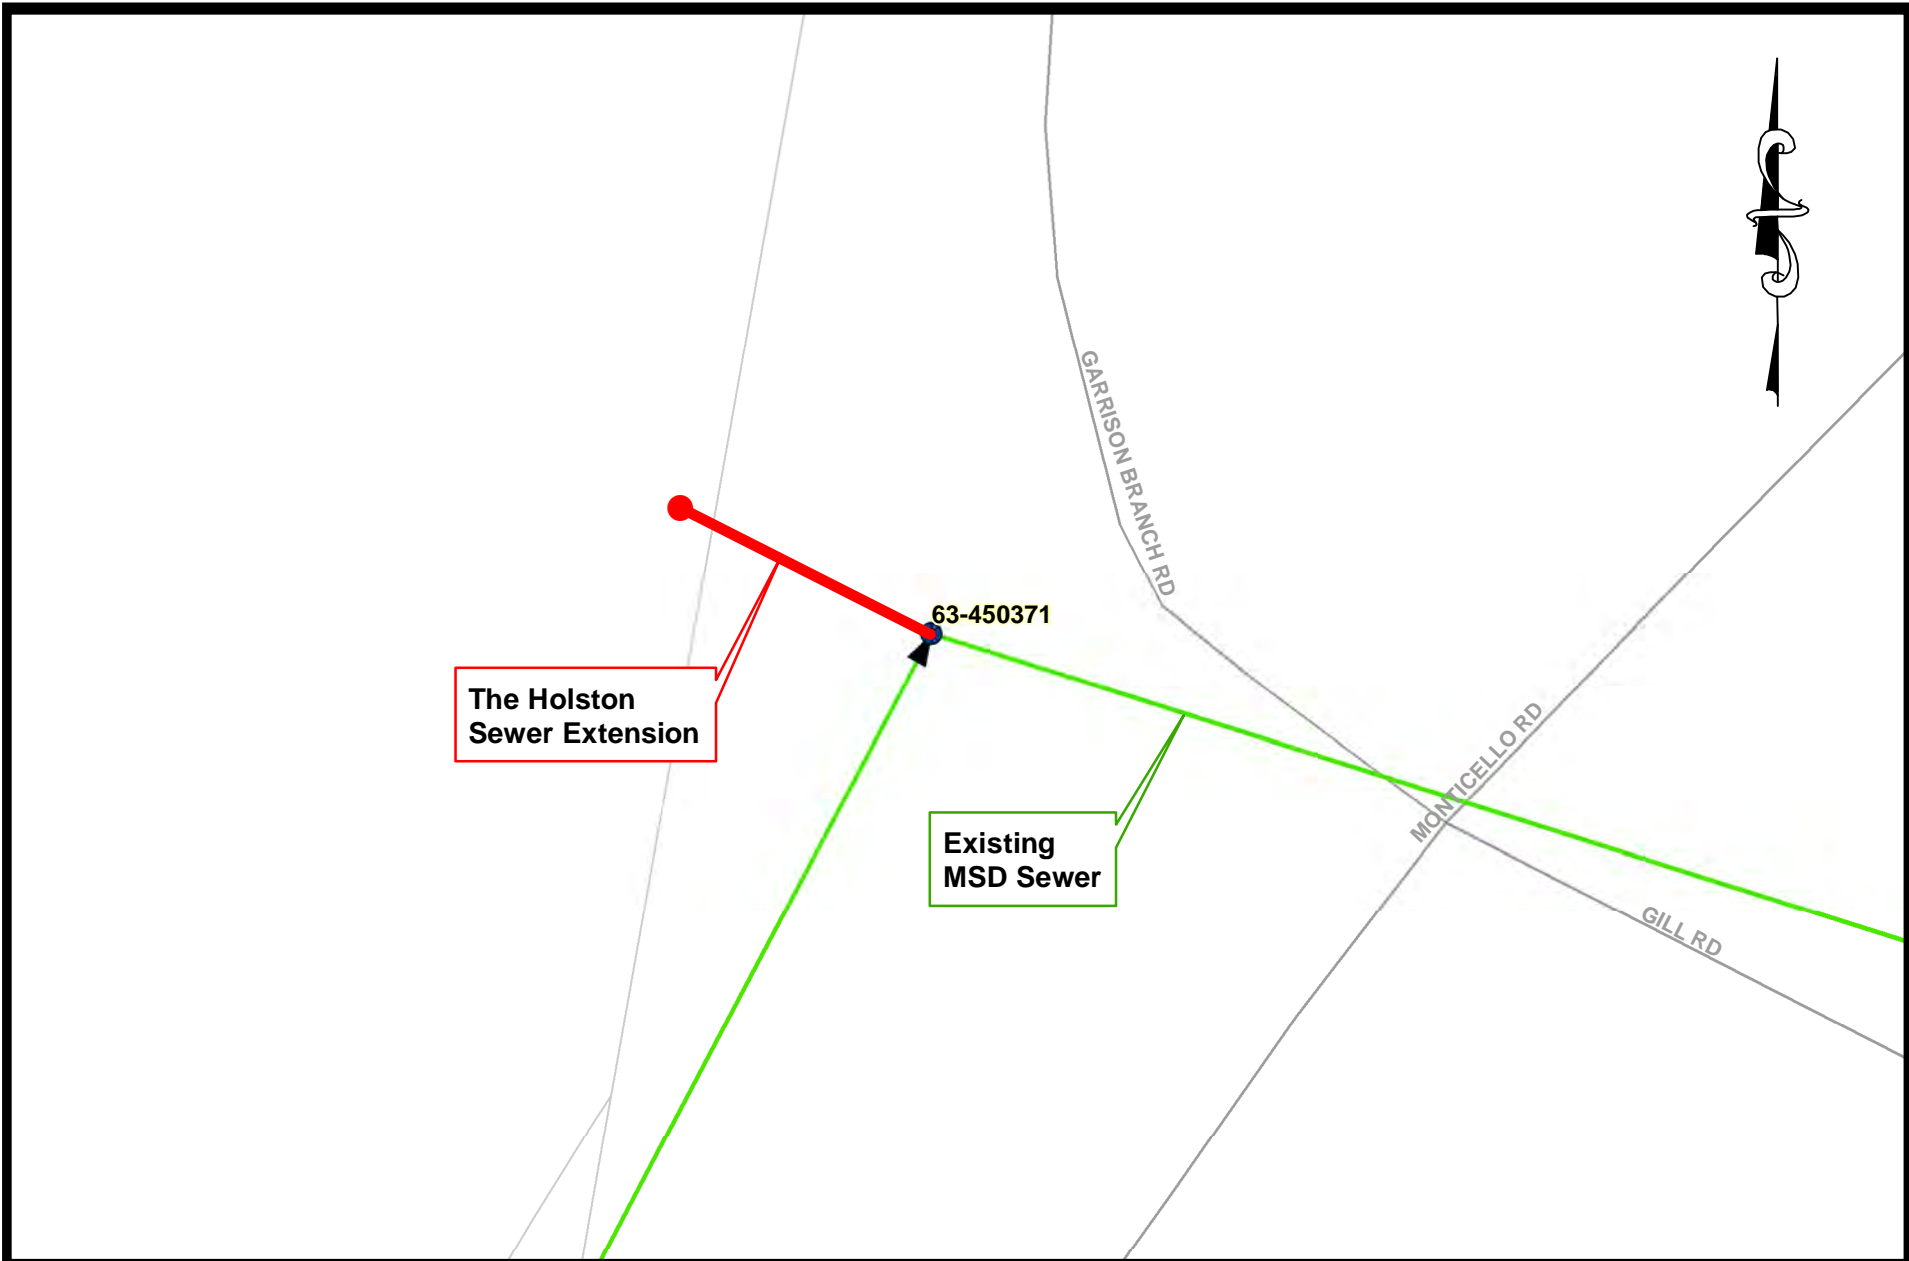 GARRISON BRANCH RD
63-450371
The Holston
Sewer Extension
MONTICELLO RD
Existing
MSD Sewer
GILL RD